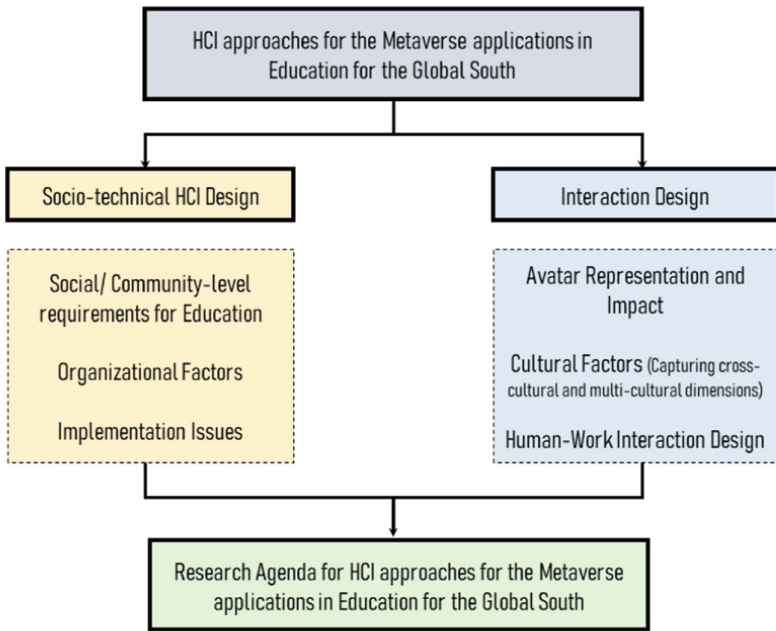 HCI approaches for the Metaverse applications in
Education for the Global South
Socio-technical HCI Design
Interaction Design
Social/ Community-level
requirements for Education
Organizational Factors
Implementation Issues
Avatar Representation and
Impact
Cultural Factors (Capturing cross-
cultural and multi-cultural dimensions)
Human-Work Interaction Design
Research Agenda for HCI approaches for the Metaverse
applications in Education for the Global South